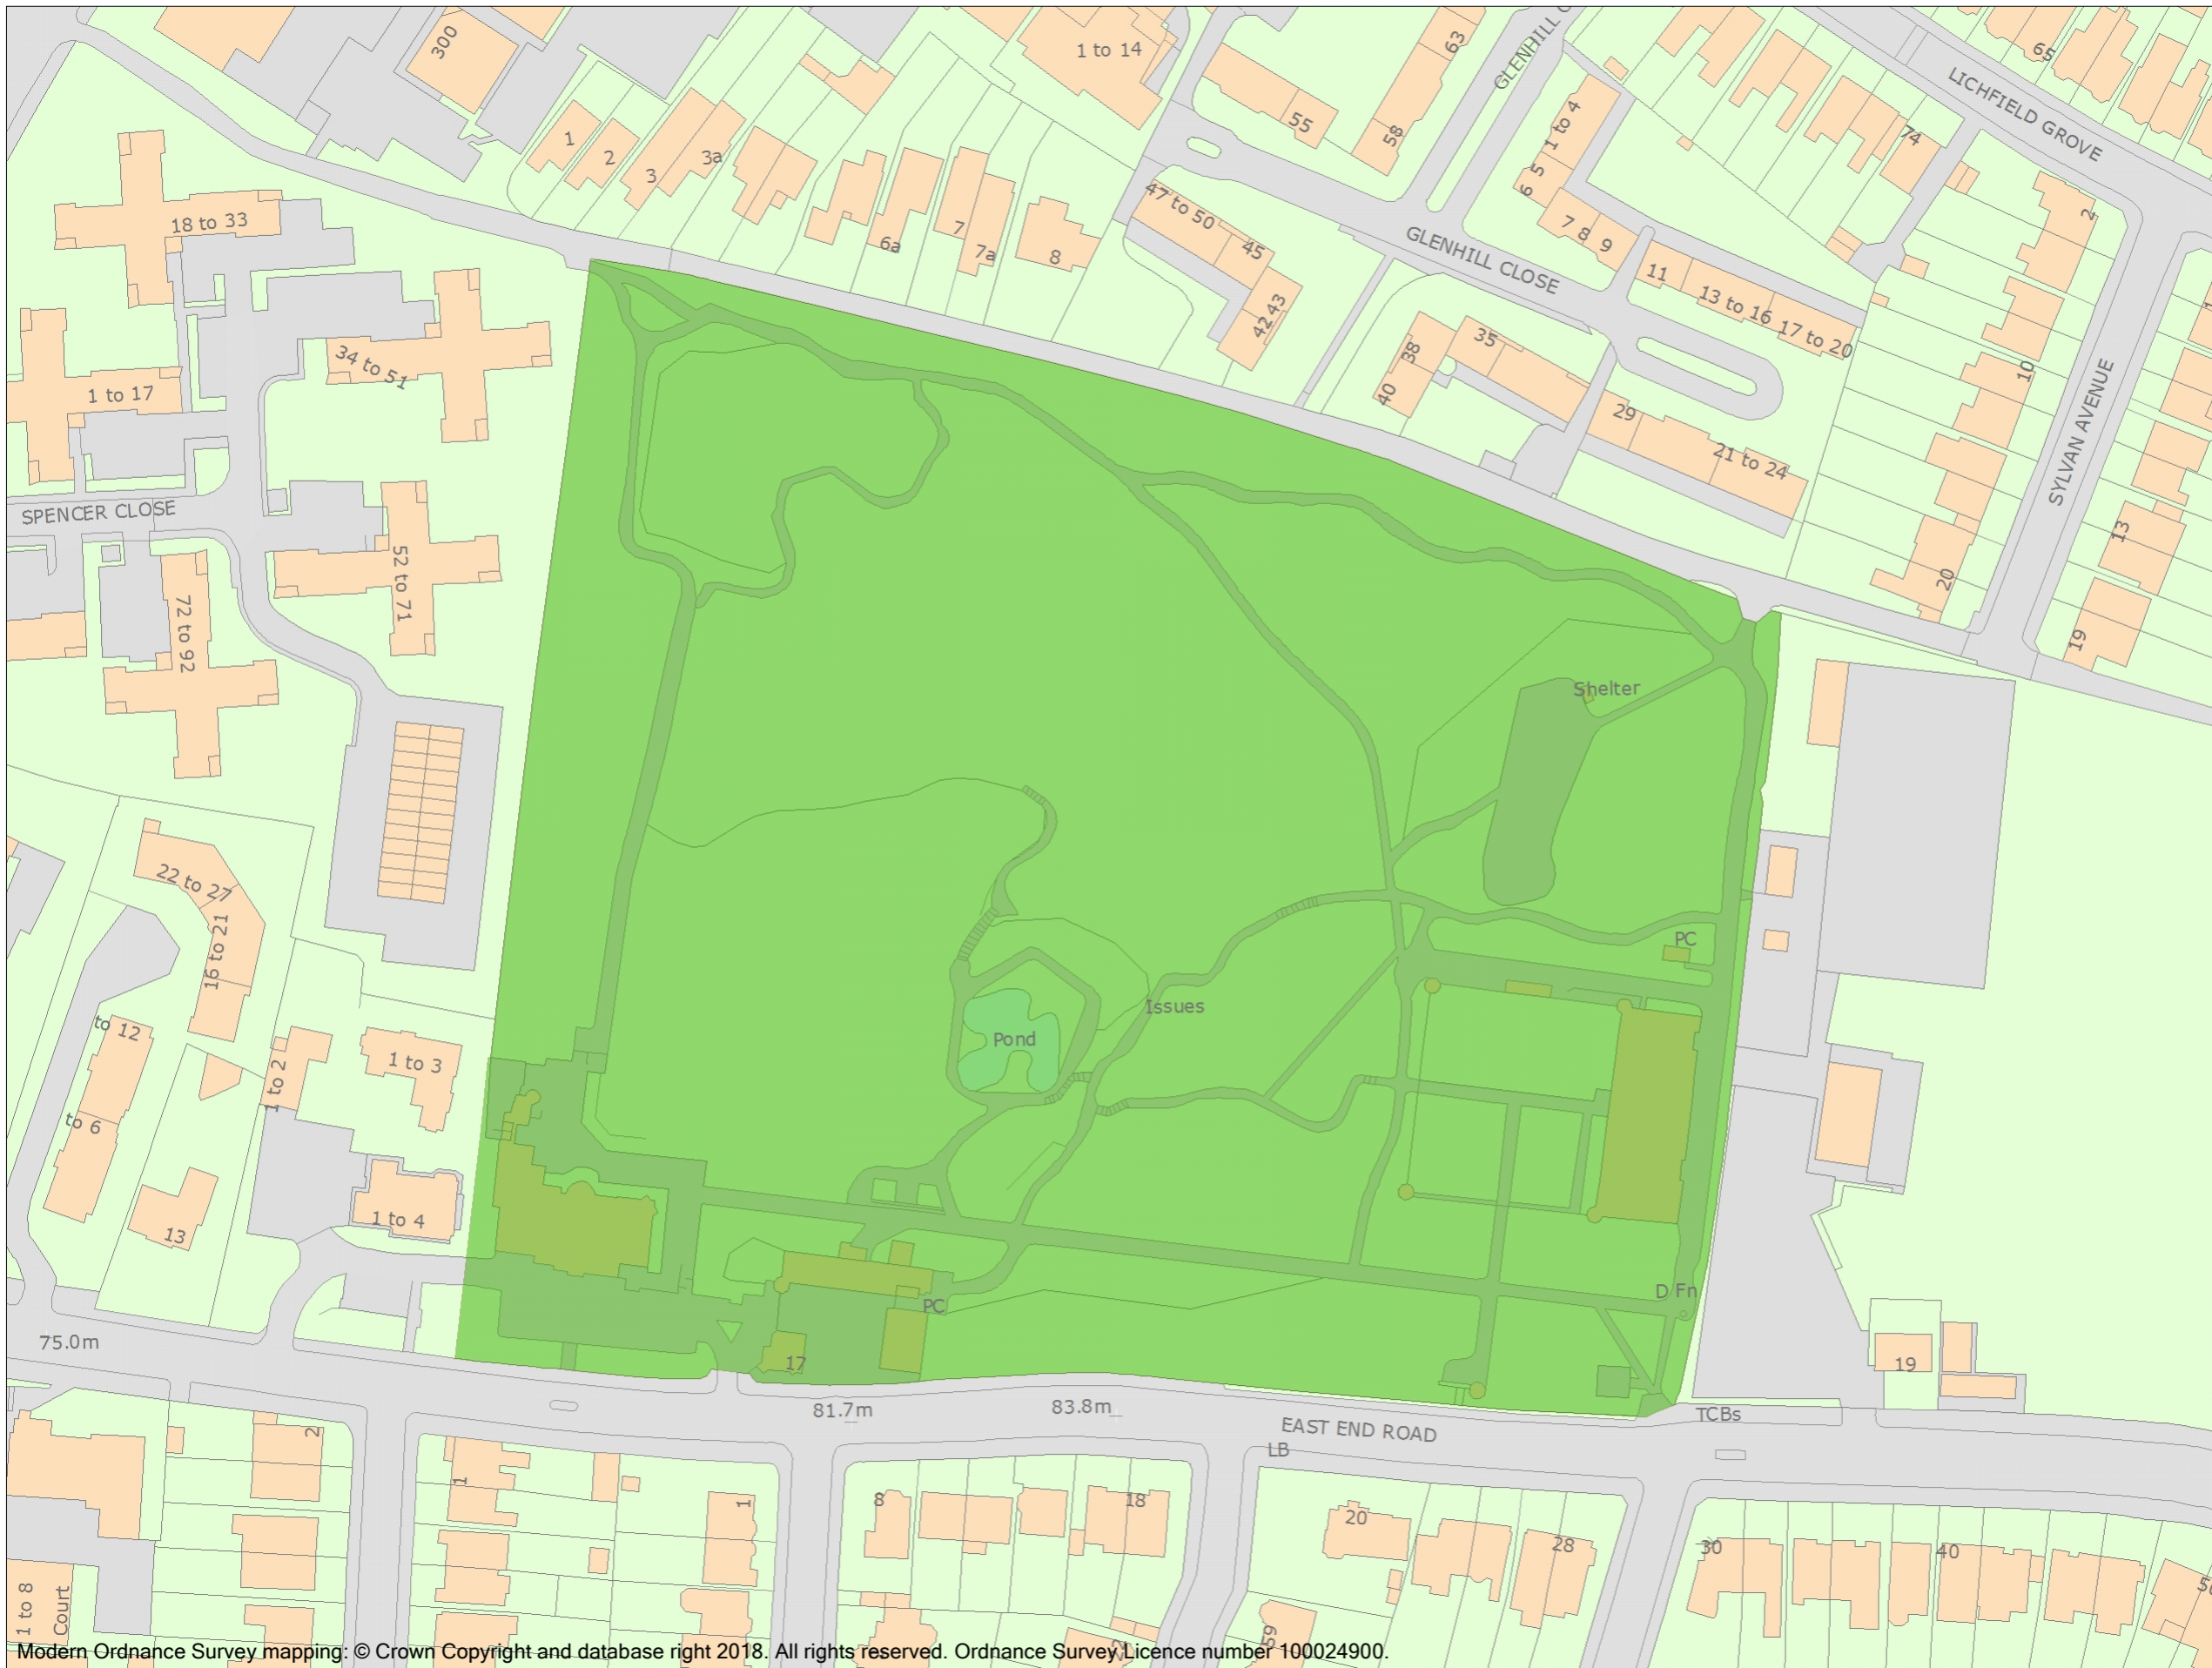 300
1 to 14
63
GLENHILL C
65
LICHFIELD GROVE
1
2
3
3a
55
58
1 to 4
74
5
6
18 to 33
47 to 50
45
7 8 9
2
6a
7
7a
8
GLENHILL CLOSE
11
13 to 16
17 to 20
42
43
34 to 51
1 to 17
38
40
35
10
29
21 to 24
SYLVAN AVENUE
SPENCER CLOSE
52 to 71
72 to 92
13
20
19
Shelter
22 to 27
16 to 21
PC
to 12
Issues
Pond
1 to 3
1 to 2
to 6
1 to 4
13
D Fn
PC
75.0m
17
19
81.7m
83.8m
TCBs
EAST END ROAD
LB
2
1
1
8
18
20
28
30
40
1 to 8
Court
59
Modern Ordnance Survey mapping: © Crown Copyright and database right 2018. All rights reserved. Ordnance Survey Licence number 100024900.